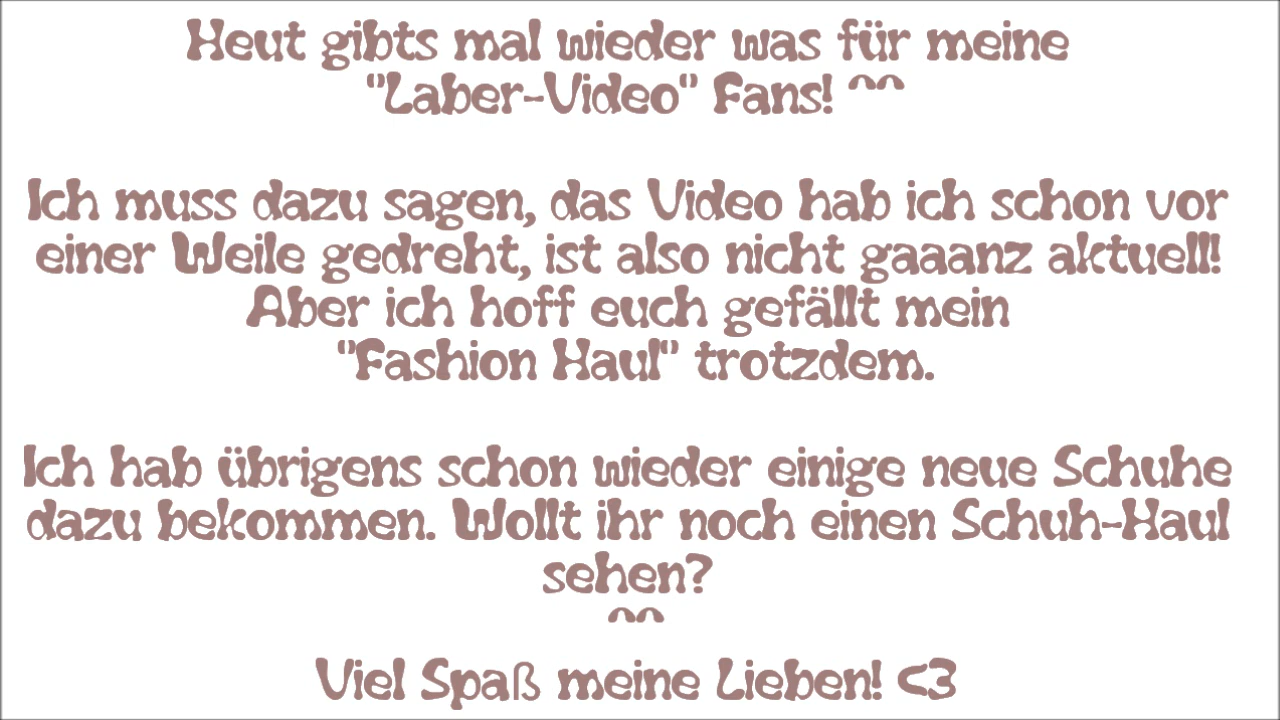 Heut gibts mal wieder was für meine
"Laber-Video" Fans! ^^
Ich muss dazu sagen, das Video hab ich schon vor
einer Weile gedreht, ist also nicht gaaanz aktuell!
Aber ich hoff euch gefällt mein
"Fashion Haul" trotzdem.
Ich hab übrigens schon wieder einige neue Schuhe
dazu bekommen. Wollt ihr noch einen Schuh-Haul
sehen?
^^
Viel Spaß meine Lieben! <3